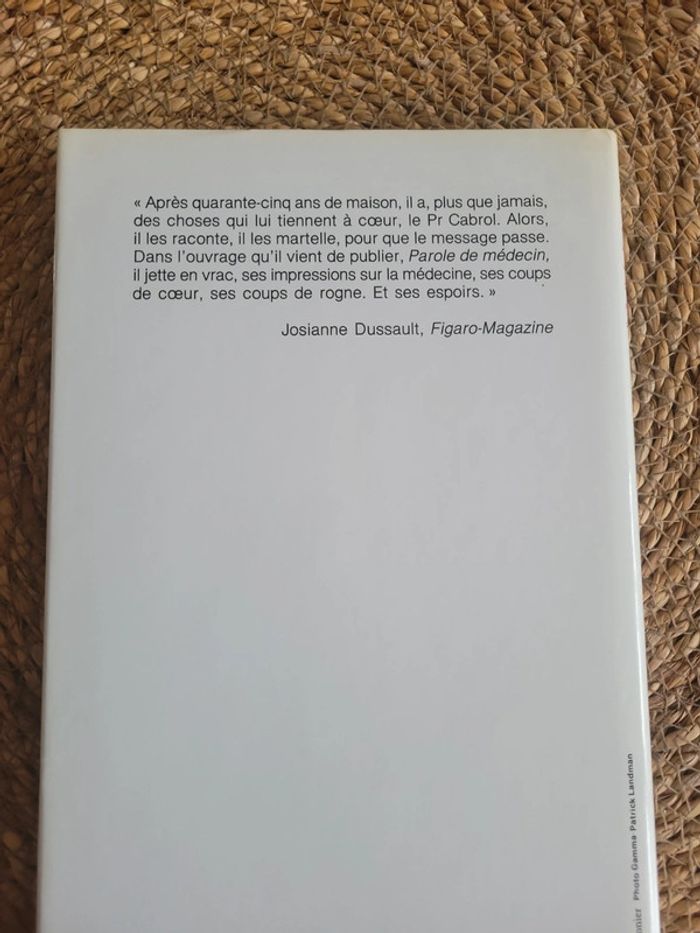 « Après quarante-cinq ans de maison, il a, plus que jamais,
des choses qui lui tiennent à cœur, le Pr Cabrol. Alors,
il les raconte, il les martelle, pour que le message passe.
Dans l'ouvrage qu'il vient de publier, Parole de médecin,
il jette en vrac, ses impressions sur la médecine, ses coups
de cœur, ses coups de rogne. Et ses espoirs. »
Josianne Dussault, Figaro-Magazine
Photo Gamma-Patrick Landman